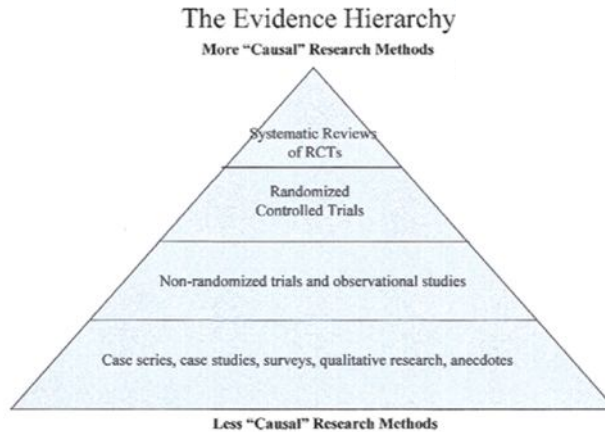 The Evidence Hierarchy
More “Causal” Research Methods
Systematic Reviews
of RCTs
Randomized
Controlled Trials
Non-randomized trials and observational studies
Case series, case studies, surveys, qualitative research, anecdotes
Less “Causal” Research Methods